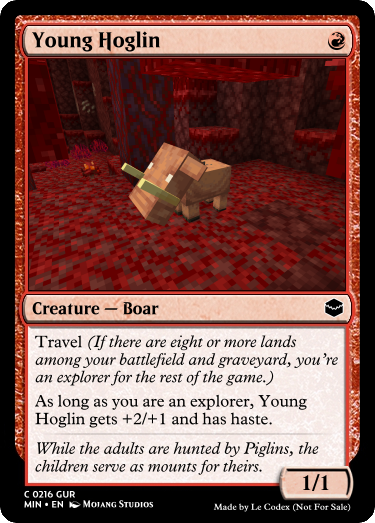 Young Hoglin
Creature — Boar
Travel (If there are eight or more lands
among your battlefield and graveyard, you're
an explorer for the rest of the game.)
As long as you are an explorer, Young
Hoglin gets +2/+1 and has haste.
While the adults are hunted by Piglins, the
children serve as mounts for theirs.
1/1
C 0216 GUR
MIN • EN Mojang Studios
Made by Le Codex (Not For Sale)